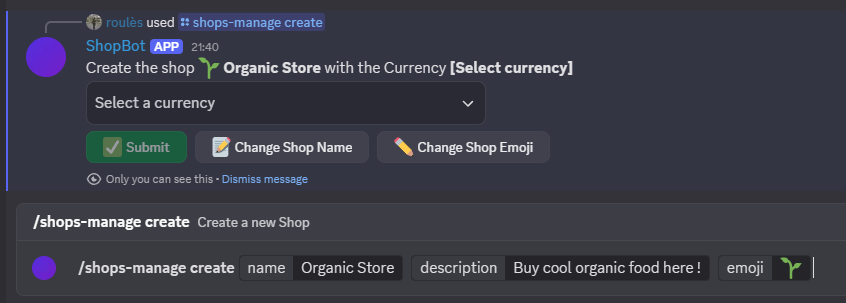 roulès used shops-manage create
ShopBot APP 21:40
Create the shop 🌱 Organic Store with the Currency [Select currency]
Select a currency
✅ Submit 📝 Change Shop Name ✏️ Change Shop Emoji
Only you can see this • Dismiss message
/shops-manage create Create a new Shop
/shops-manage create name Organic Store description Buy cool organic food here ! emoji 🌱